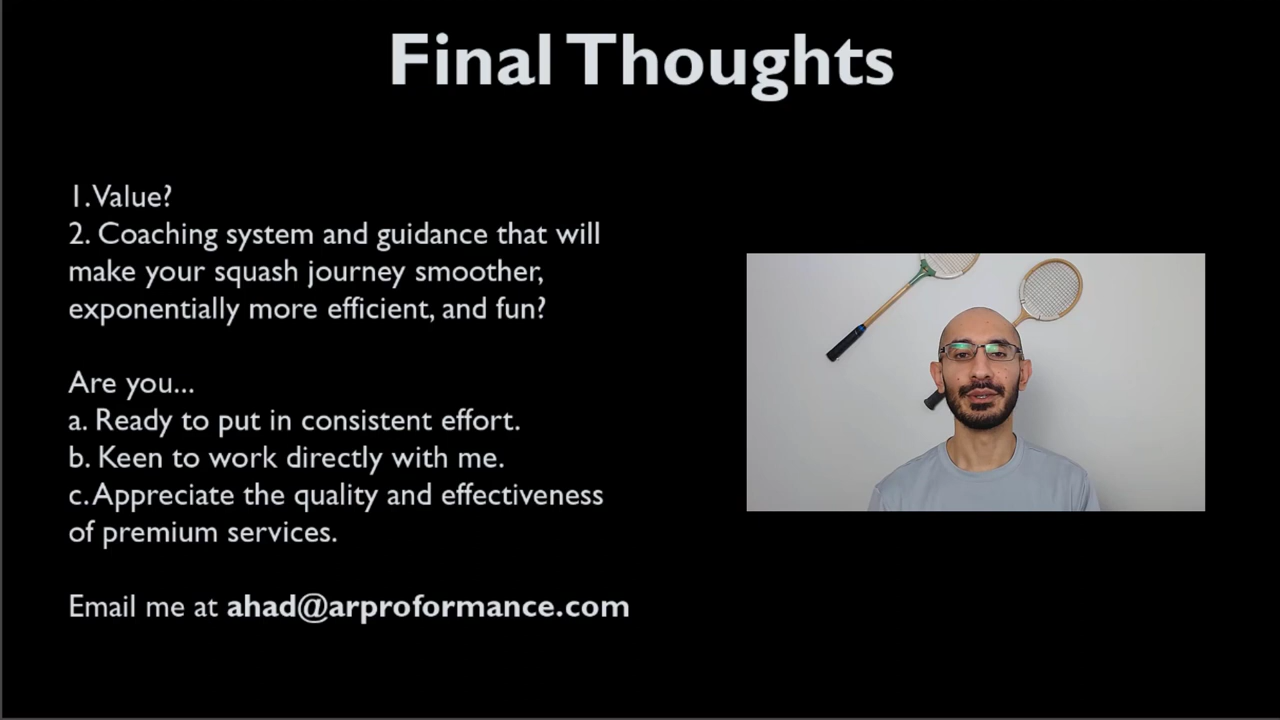 Final Thoughts
1. Value?
2. Coaching system and guidance that will
make your squash journey smoother,
exponentially more efficient, and fun?
Are you...
a. Ready to put in consistent effort.
b. Keen to work directly with me.
c. Appreciate the quality and effectiveness
of premium services.
Email me at ahad@arproformance.com